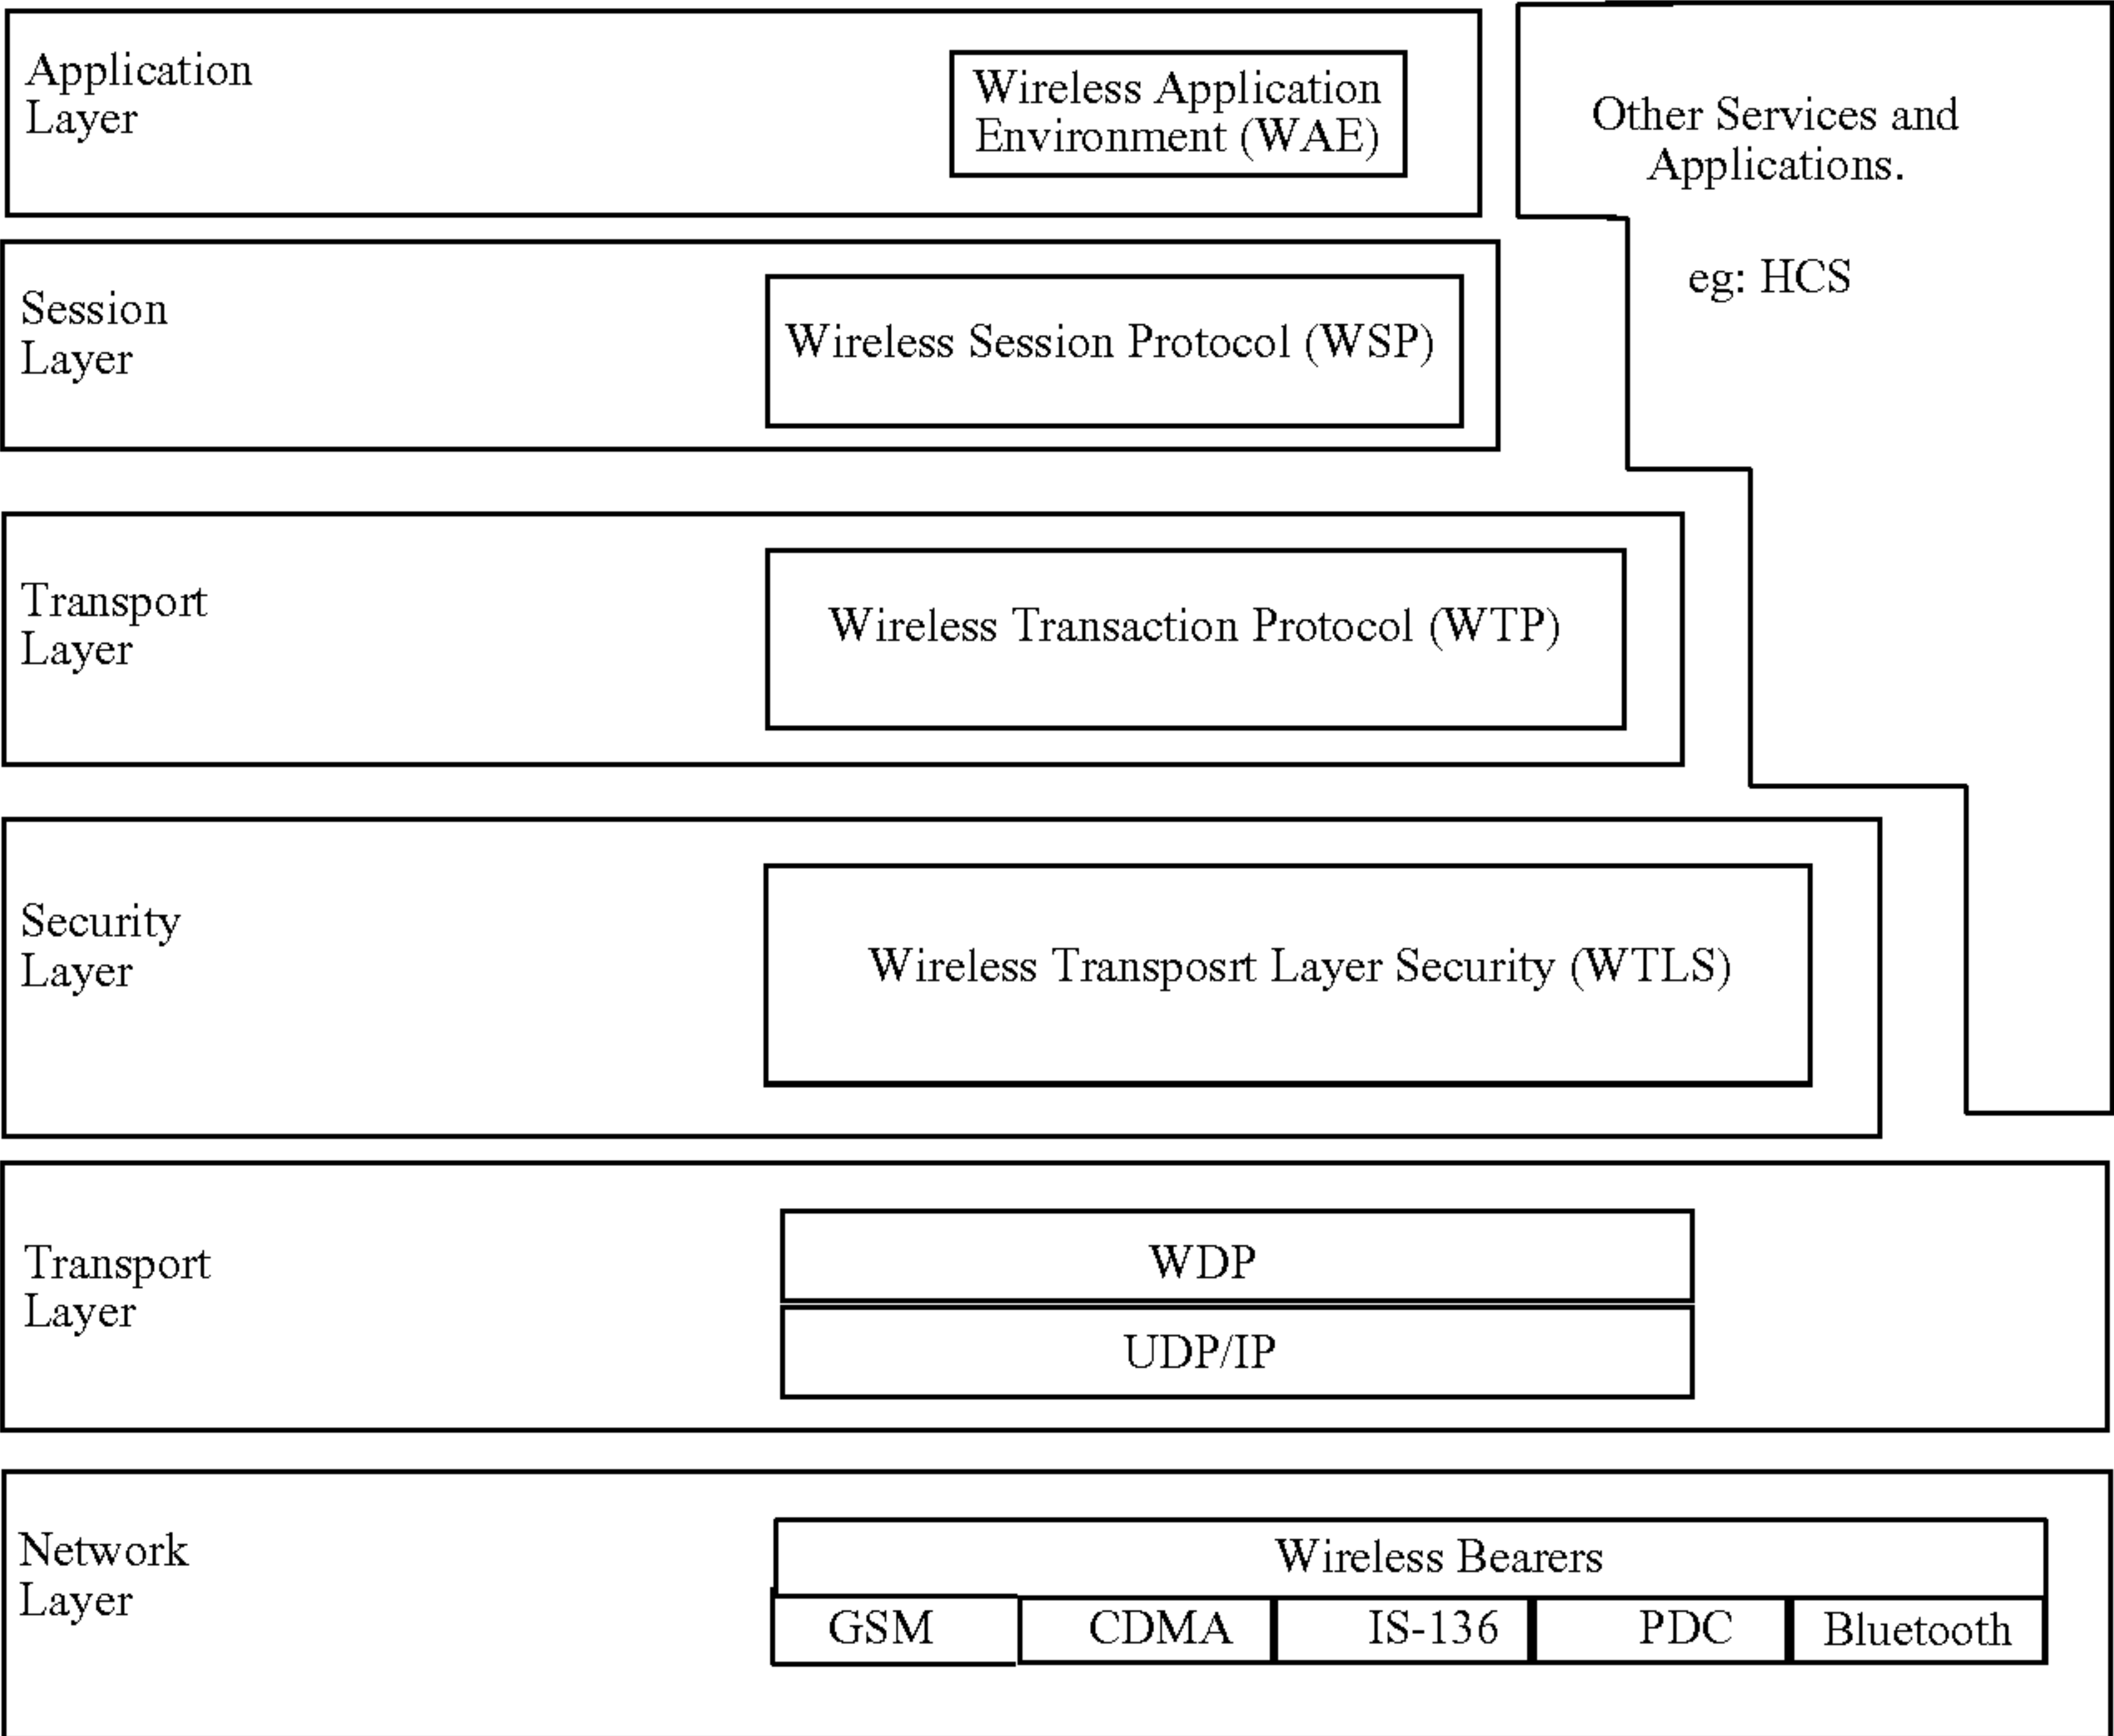 Application
Layer
Wireless Application
Environment (WAE)
Other Services and
Applications.
eg: HCS
Session
Layer
Wireless Session Protocol (WSP)
Transport
Layer
Wireless Transaction Protocol (WTP)
Security
Layer
Wireless Transposrt Layer Security (WTLS)
Transport
Layer
WDP
UDP/IP
Network
Layer
Wireless Bearers
GSM CDMA IS-136 PDC Bluetooth